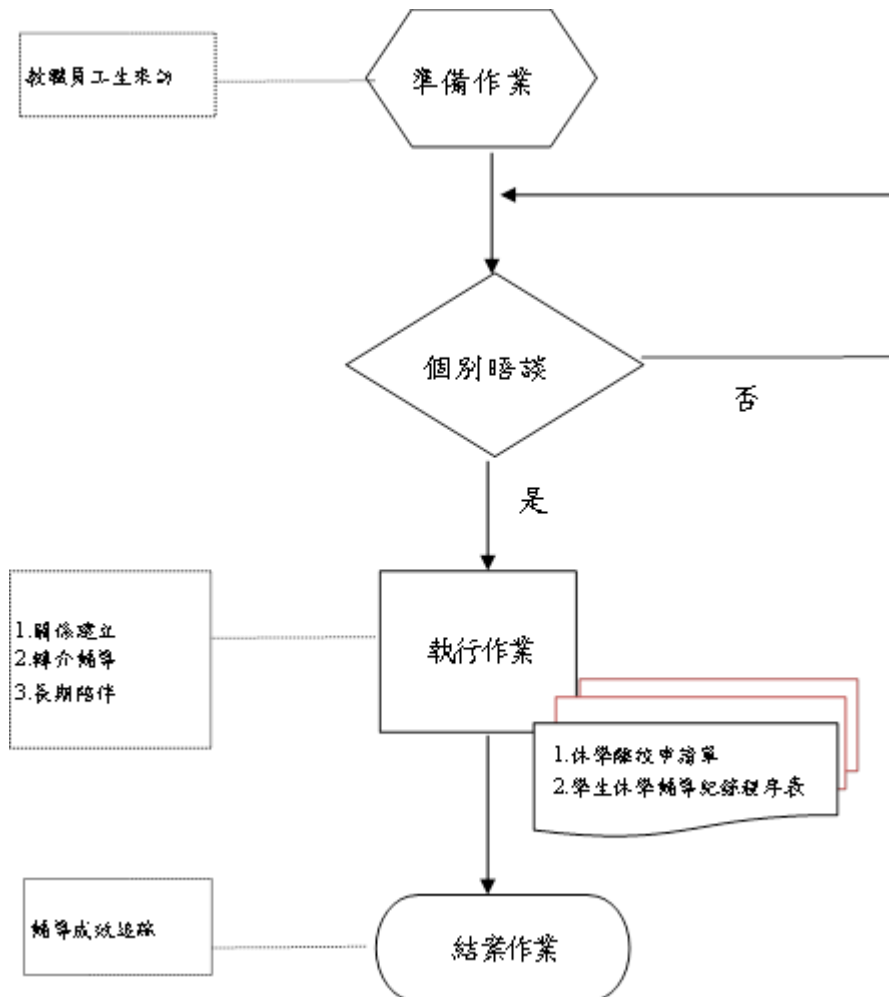 教職員工生來訪
準備作業
個別晤談
否
是
1.關係建立
2.轉介輔導
3.長期陪伴
執行作業
1.休學離校申請單
2.學生休學輔導紀錄程序表
輔導成效追蹤
結案作業